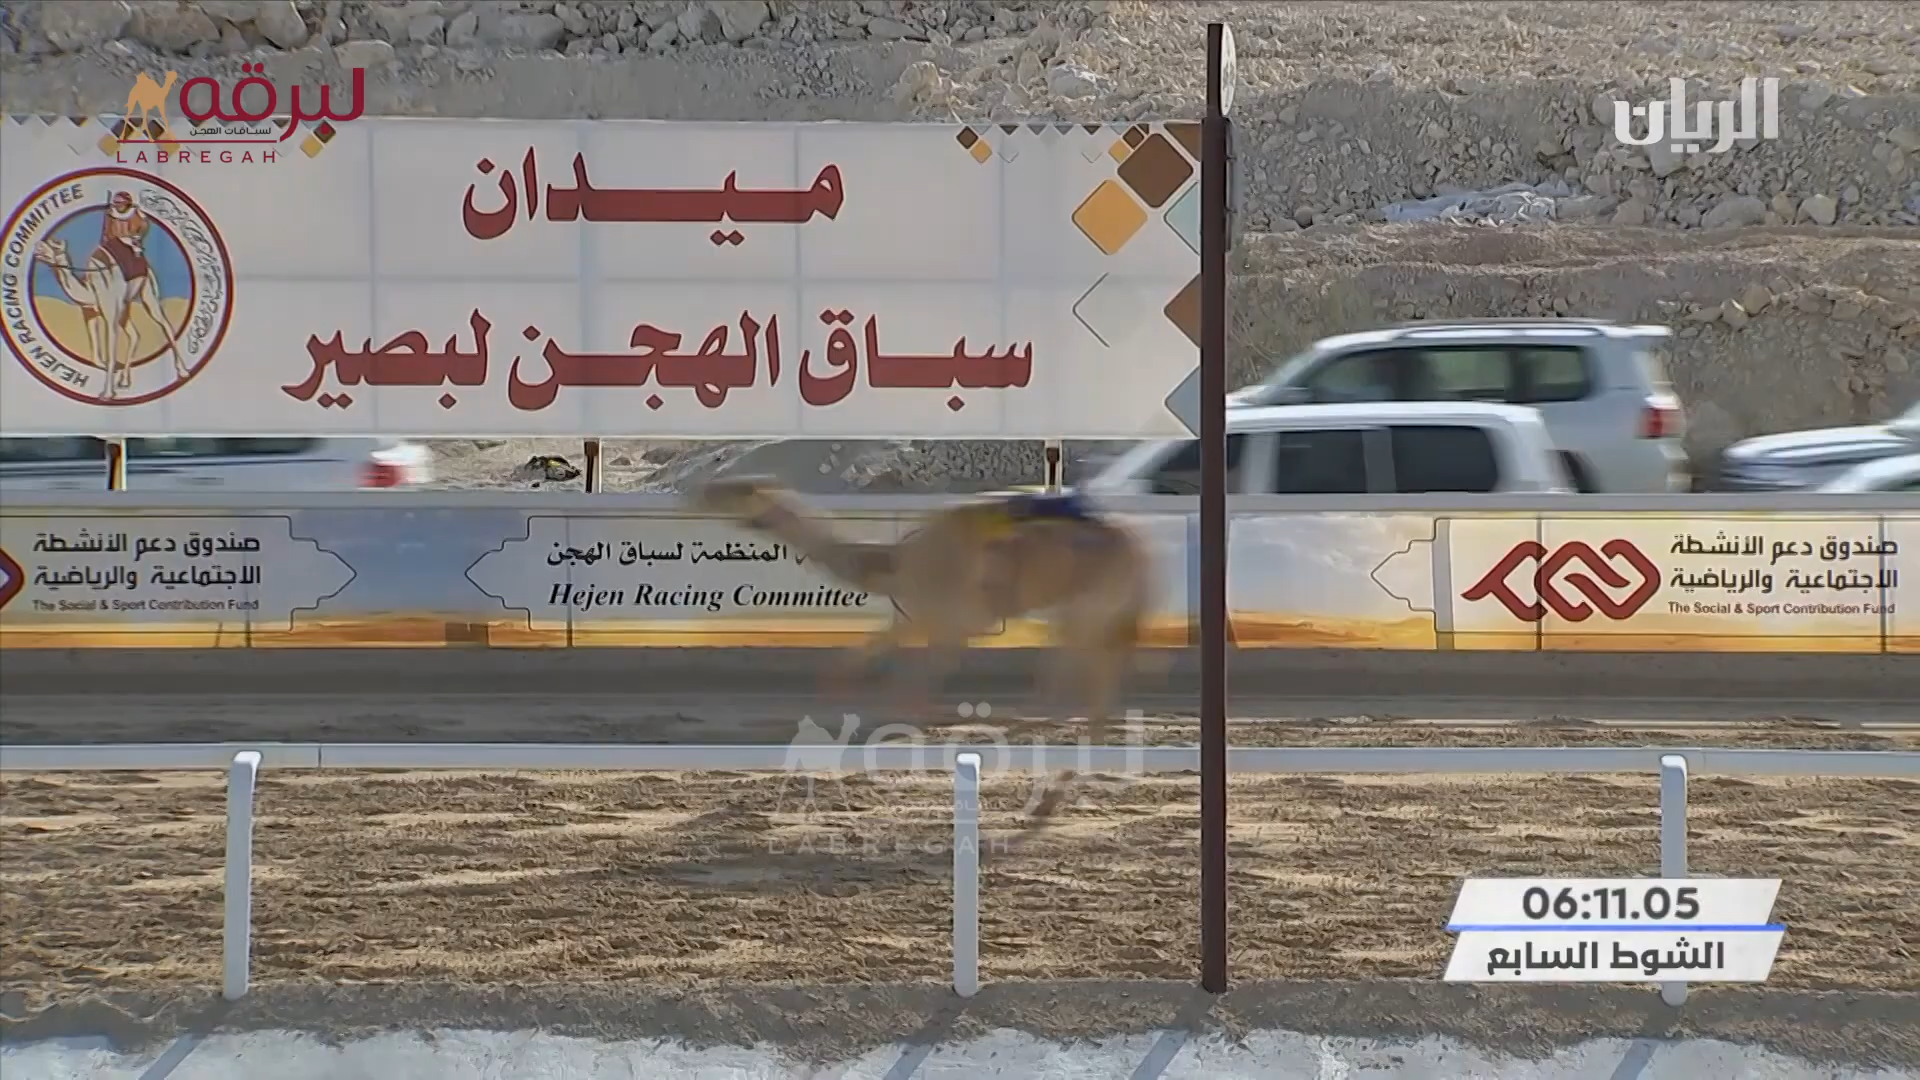 لبرقه
لسباقات الهجن
LABREGAH
الريان
ميدان
سباق الهجن لبصير
HEJEN RACING COMMITTEE
صندوق دعم الأنشطة
الاجتماعية والرياضية
The Social & Sport Contribution Fund
المنظمة لسباق الهجن
Hejen Racing Committee
صندوق دعم الأنشطة
الاجتماعية والرياضية
The Social & Sport Contribution Fund
لبرقه
LABREGAH
06:11.05
الشوط السابع